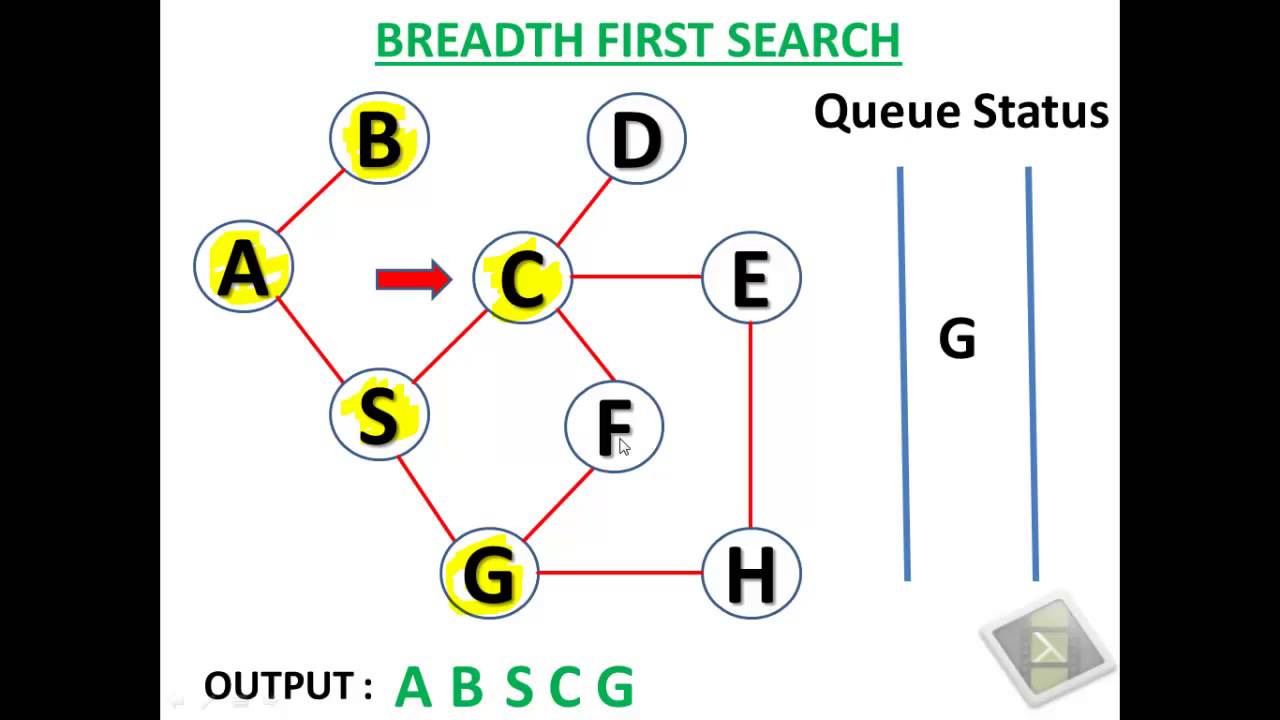 BREADTH FIRST SEARCH
Queue Status
B
D
A
C
E
G
S
F
G
H
OUTPUT : A B S C G